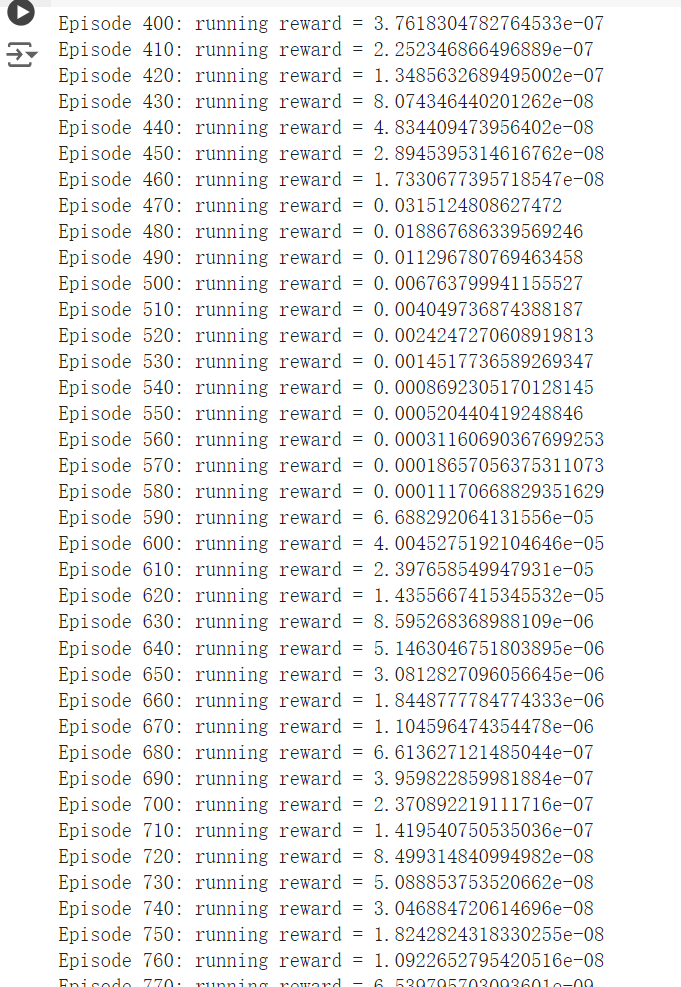 Episode 400: running reward = 3.7618304782764533e-07
Episode 410: running reward = 2.252346866496889e-07
Episode 420: running reward = 1.3485632689495002e-07
Episode 430: running reward = 8.074346440201262e-08
Episode 440: running reward = 4.834409473956402e-08
Episode 450: running reward = 2.8945395314616762e-08
Episode 460: running reward = 1.7330677395718547e-08
Episode 470: running reward = 0.0315124808627472
Episode 480: running reward = 0.018867686339569246
Episode 490: running reward = 0.011296780769463458
Episode 500: running reward = 0.006763799941155527
Episode 510: running reward = 0.004049736874388187
Episode 520: running reward = 0.0024247270608919813
Episode 530: running reward = 0.0014517736589269347
Episode 540: running reward = 0.0008692305170128145
Episode 550: running reward = 0.000520440419248846
Episode 560: running reward = 0.00031160690367699253
Episode 570: running reward = 0.00018657056375311073
Episode 580: running reward = 0.00011170668829351629
Episode 590: running reward = 6.688292064131556e-05
Episode 600: running reward = 4.0045275192104646e-05
Episode 610: running reward = 2.397658549947931e-05
Episode 620: running reward = 1.4355667415345532e-05
Episode 630: running reward = 8.595268368988109e-06
Episode 640: running reward = 5.1463046751803895e-06
Episode 650: running reward = 3.0812827096056645e-06
Episode 660: running reward = 1.8448777784774333e-06
Episode 670: running reward = 1.104596474354478e-06
Episode 680: running reward = 6.613627121485044e-07
Episode 690: running reward = 3.959822859981884e-07
Episode 700: running reward = 2.370892219111716e-07
Episode 710: running reward = 1.419540750535036e-07
Episode 720: running reward = 8.499314840994982e-08
Episode 730: running reward = 5.088853753520662e-08
Episode 740: running reward = 3.046884720614696e-08
Episode 750: running reward = 1.8242824318330255e-08
Episode 760: running reward = 1.0922652795420516e-08
Episode 770: running reward = 6.539795703093601e-09